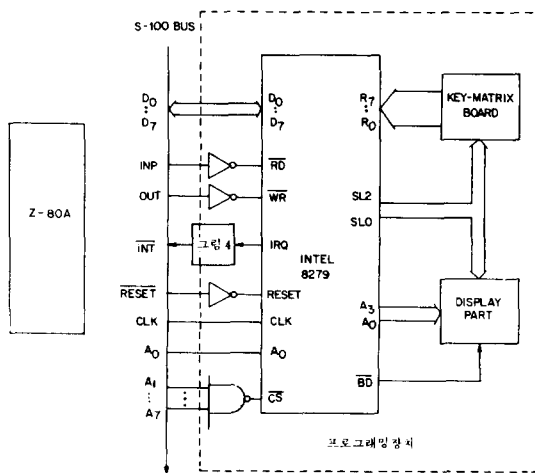 S-100 BUS
Z-80A
D0
⋮
D7
INP
OUT
INT
RESET
CLK
A0
A1
⋮
A7
그림 4
D0
⋮
D7
RD
WR
IRQ
RESET
CLK
A0
CS
INTEL
8279
R7
⋮
R0
SL2
SL0
A3
A0
BD
KEY-MATRIX
BOARD
DISPLAY
PART
프로그래밍장치